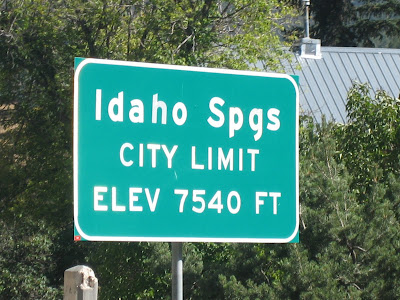 Idaho Spgs
CITY LIMIT
ELEV 7540 FT